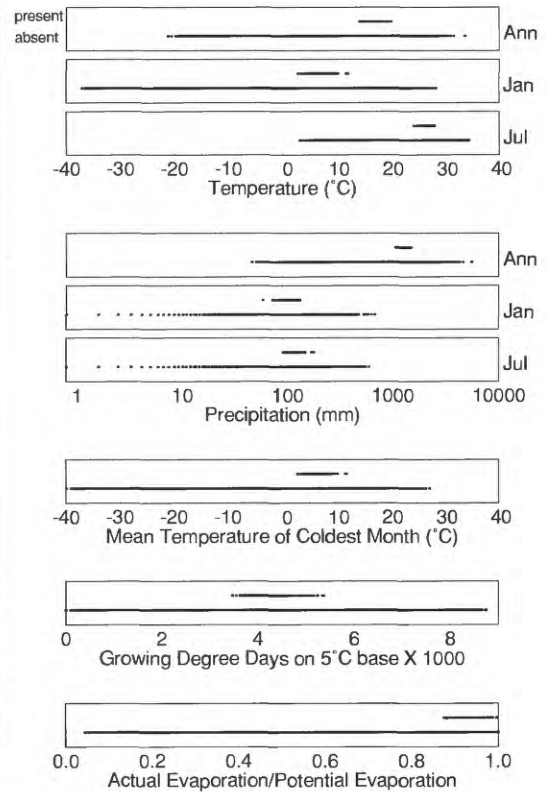 present
absent
Ann
Jan
Jul
-40 -30 -20 -10 0 10 20 30 40
Temperature (˚C)
Ann
Jan
Jul
1 10 100 1000 10000
Precipitation (mm)
-40 -30 -20 -10 0 10 20 30 40
Mean Temperature of Coldest Month (˚C)
0 2 4 6 8
Growing Degree Days on 5˚C base X 1000
0.0 0.2 0.4 0.6 0.8 1.0
Actual Evaporation/Potential Evaporation